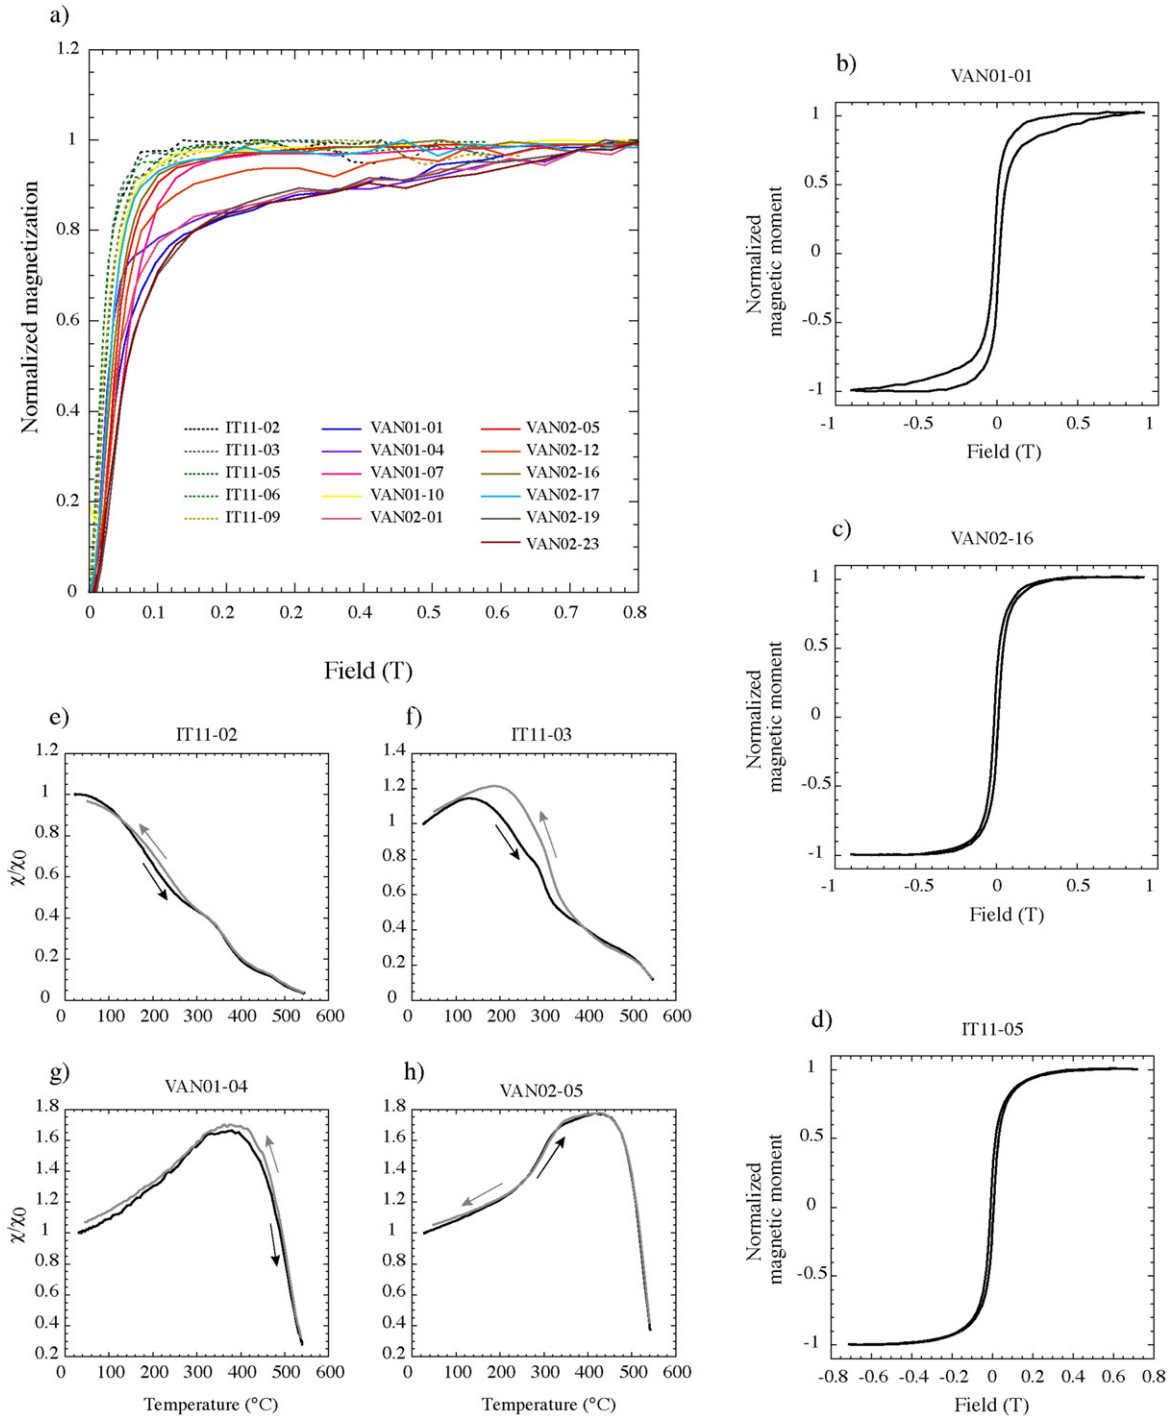 a)
1.2
1
0.8
0.6
0.4
0.2
0
Normalized magnetization
IT11-02
IT11-03
IT11-05
IT11-06
IT11-09
VAN01-01
VAN01-04
VAN01-07
VAN01-10
VAN02-01
VAN02-05
VAN02-12
VAN02-16
VAN02-17
VAN02-19
VAN02-23
0 0.1 0.2 0.2 0.4 0.5 0.6 0.7 0.8
Field (T)
b)
VAN01-01
1
0.5
0
-0.5
-1
Normalized
magnetic moment
-1 -0.5 0 0.5 1
Field (T)
c)
VAN02-16
1
0.5
0
-0.5
-1
Normalized
magnetic moment
-1 -0.5 0 0.5 1
Field (T)
d)
IT11-05
1
0.5
0
-0.5
-1
Normalized
magnetic moment
-0.8 -0.6 -0.4 -0.2 0 0.2 0.4 0.6 0.8
Field (T)
e)
IT11-02
1.2
1
0.8
0.6
0.4
0.2
0
χ/χ0
0 100 200 300 400 500 600
f)
IT11-03
1.4
1.2
1
0.8
0.6
0.4
0.2
0
0 100 200 300 400 500 600
g)
VAN01-04
1.8
1.6
1.4
1.2
1
0.8
0.6
0.4
0.2
χ/χ0
0 100 200 300 400 500 600
Temperature (°C)
h)
VAN02-05
1.8
1.6
1.4
1.2
1
0.8
0.6
0.4
0.2
0 100 200 300 400 500 600
Temperature (°C)